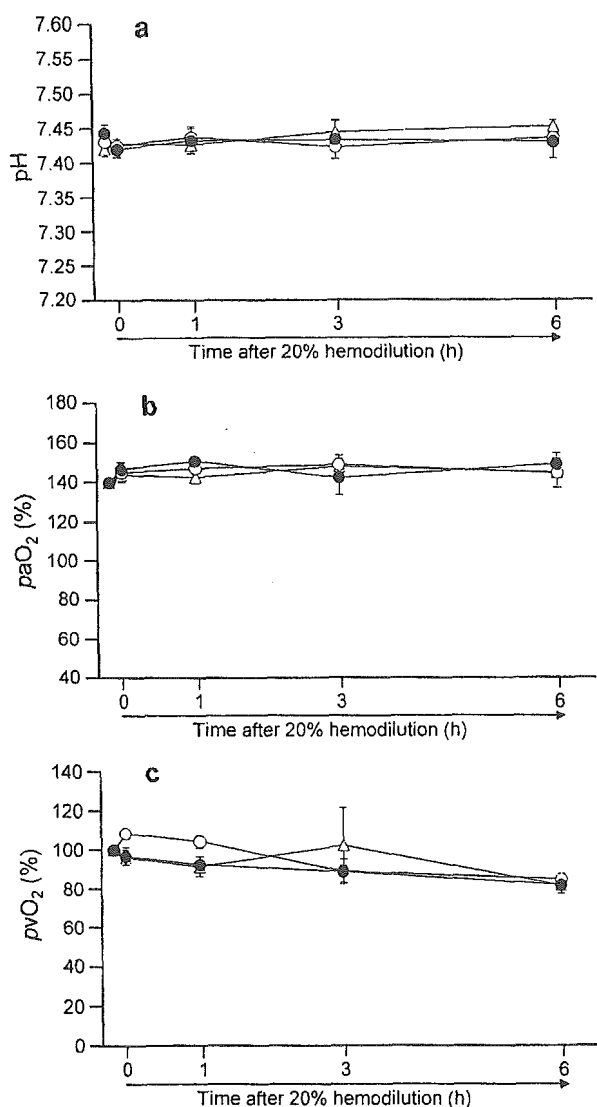 a
7.60
7.55
7.50
7.45
7.40
7.35
7.30
7.25
7.20
pH
0 1 3 6
Time after 20% hemodilution (h)
b
180
160
140
120
100
80
60
40
paO₂ (%)
0 1 3 6
Time after 20% hemodilution (h)
c
140
120
100
80
60
40
20
0
pvO₂ (%)
0 1 3 6
Time after 20% hemodilution (h)